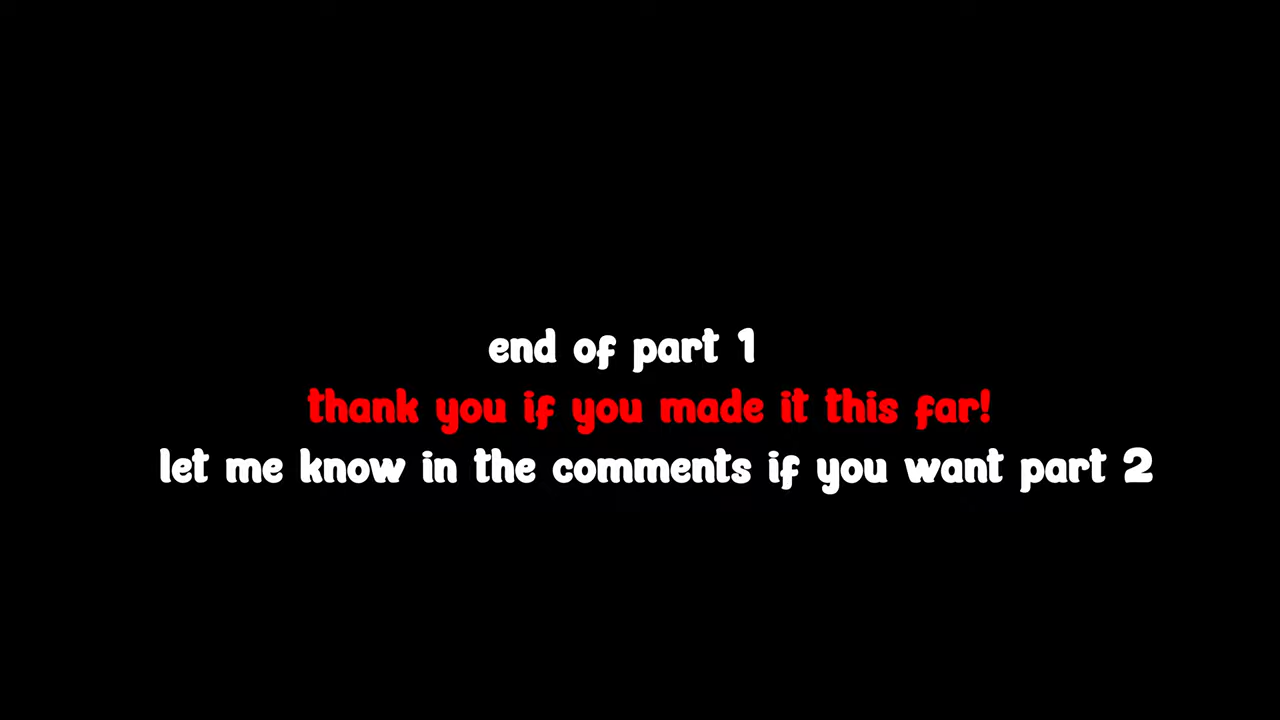 end of part 1
thank you if you made it this far!
let me know in the comments if you want part 2